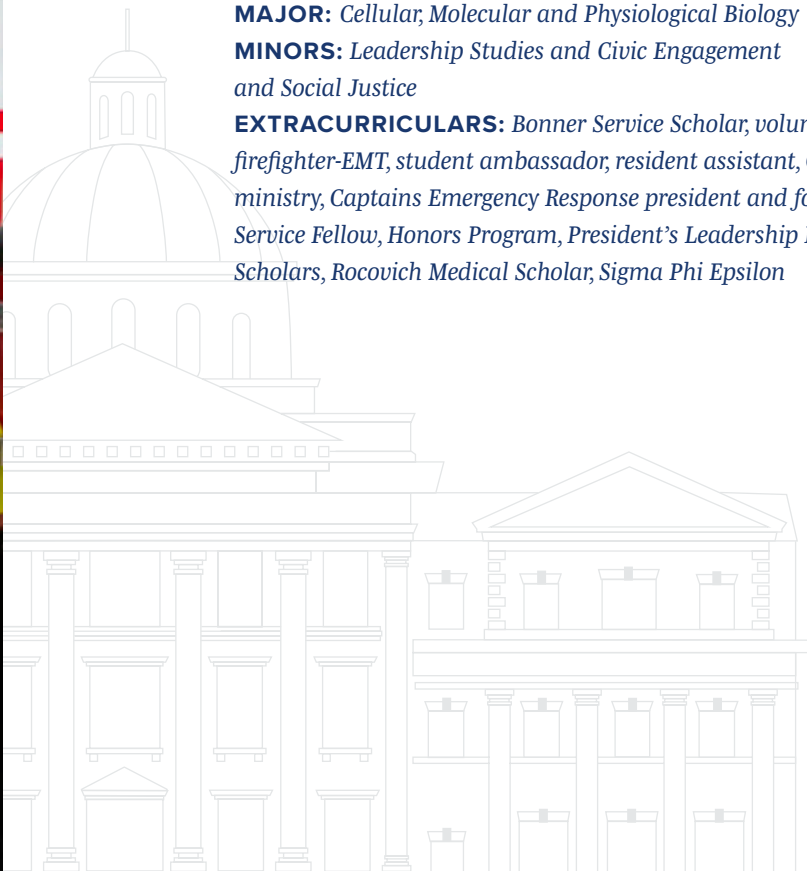 MAJOR: Cellular, Molecular and Physiological Biology
MINORS: Leadership Studies and Civic Engagement
and Social Justice
EXTRACURRICULARS: Bonner Service Scholar,
firefighter-EMT, student ambassador, resident assistant,
ministry, Captains Emergency Response president and
Service Fellow, Honors Program, President’s Leadership
Scholars, Rocovich Medical Scholar, Sigma Phi Epsilon